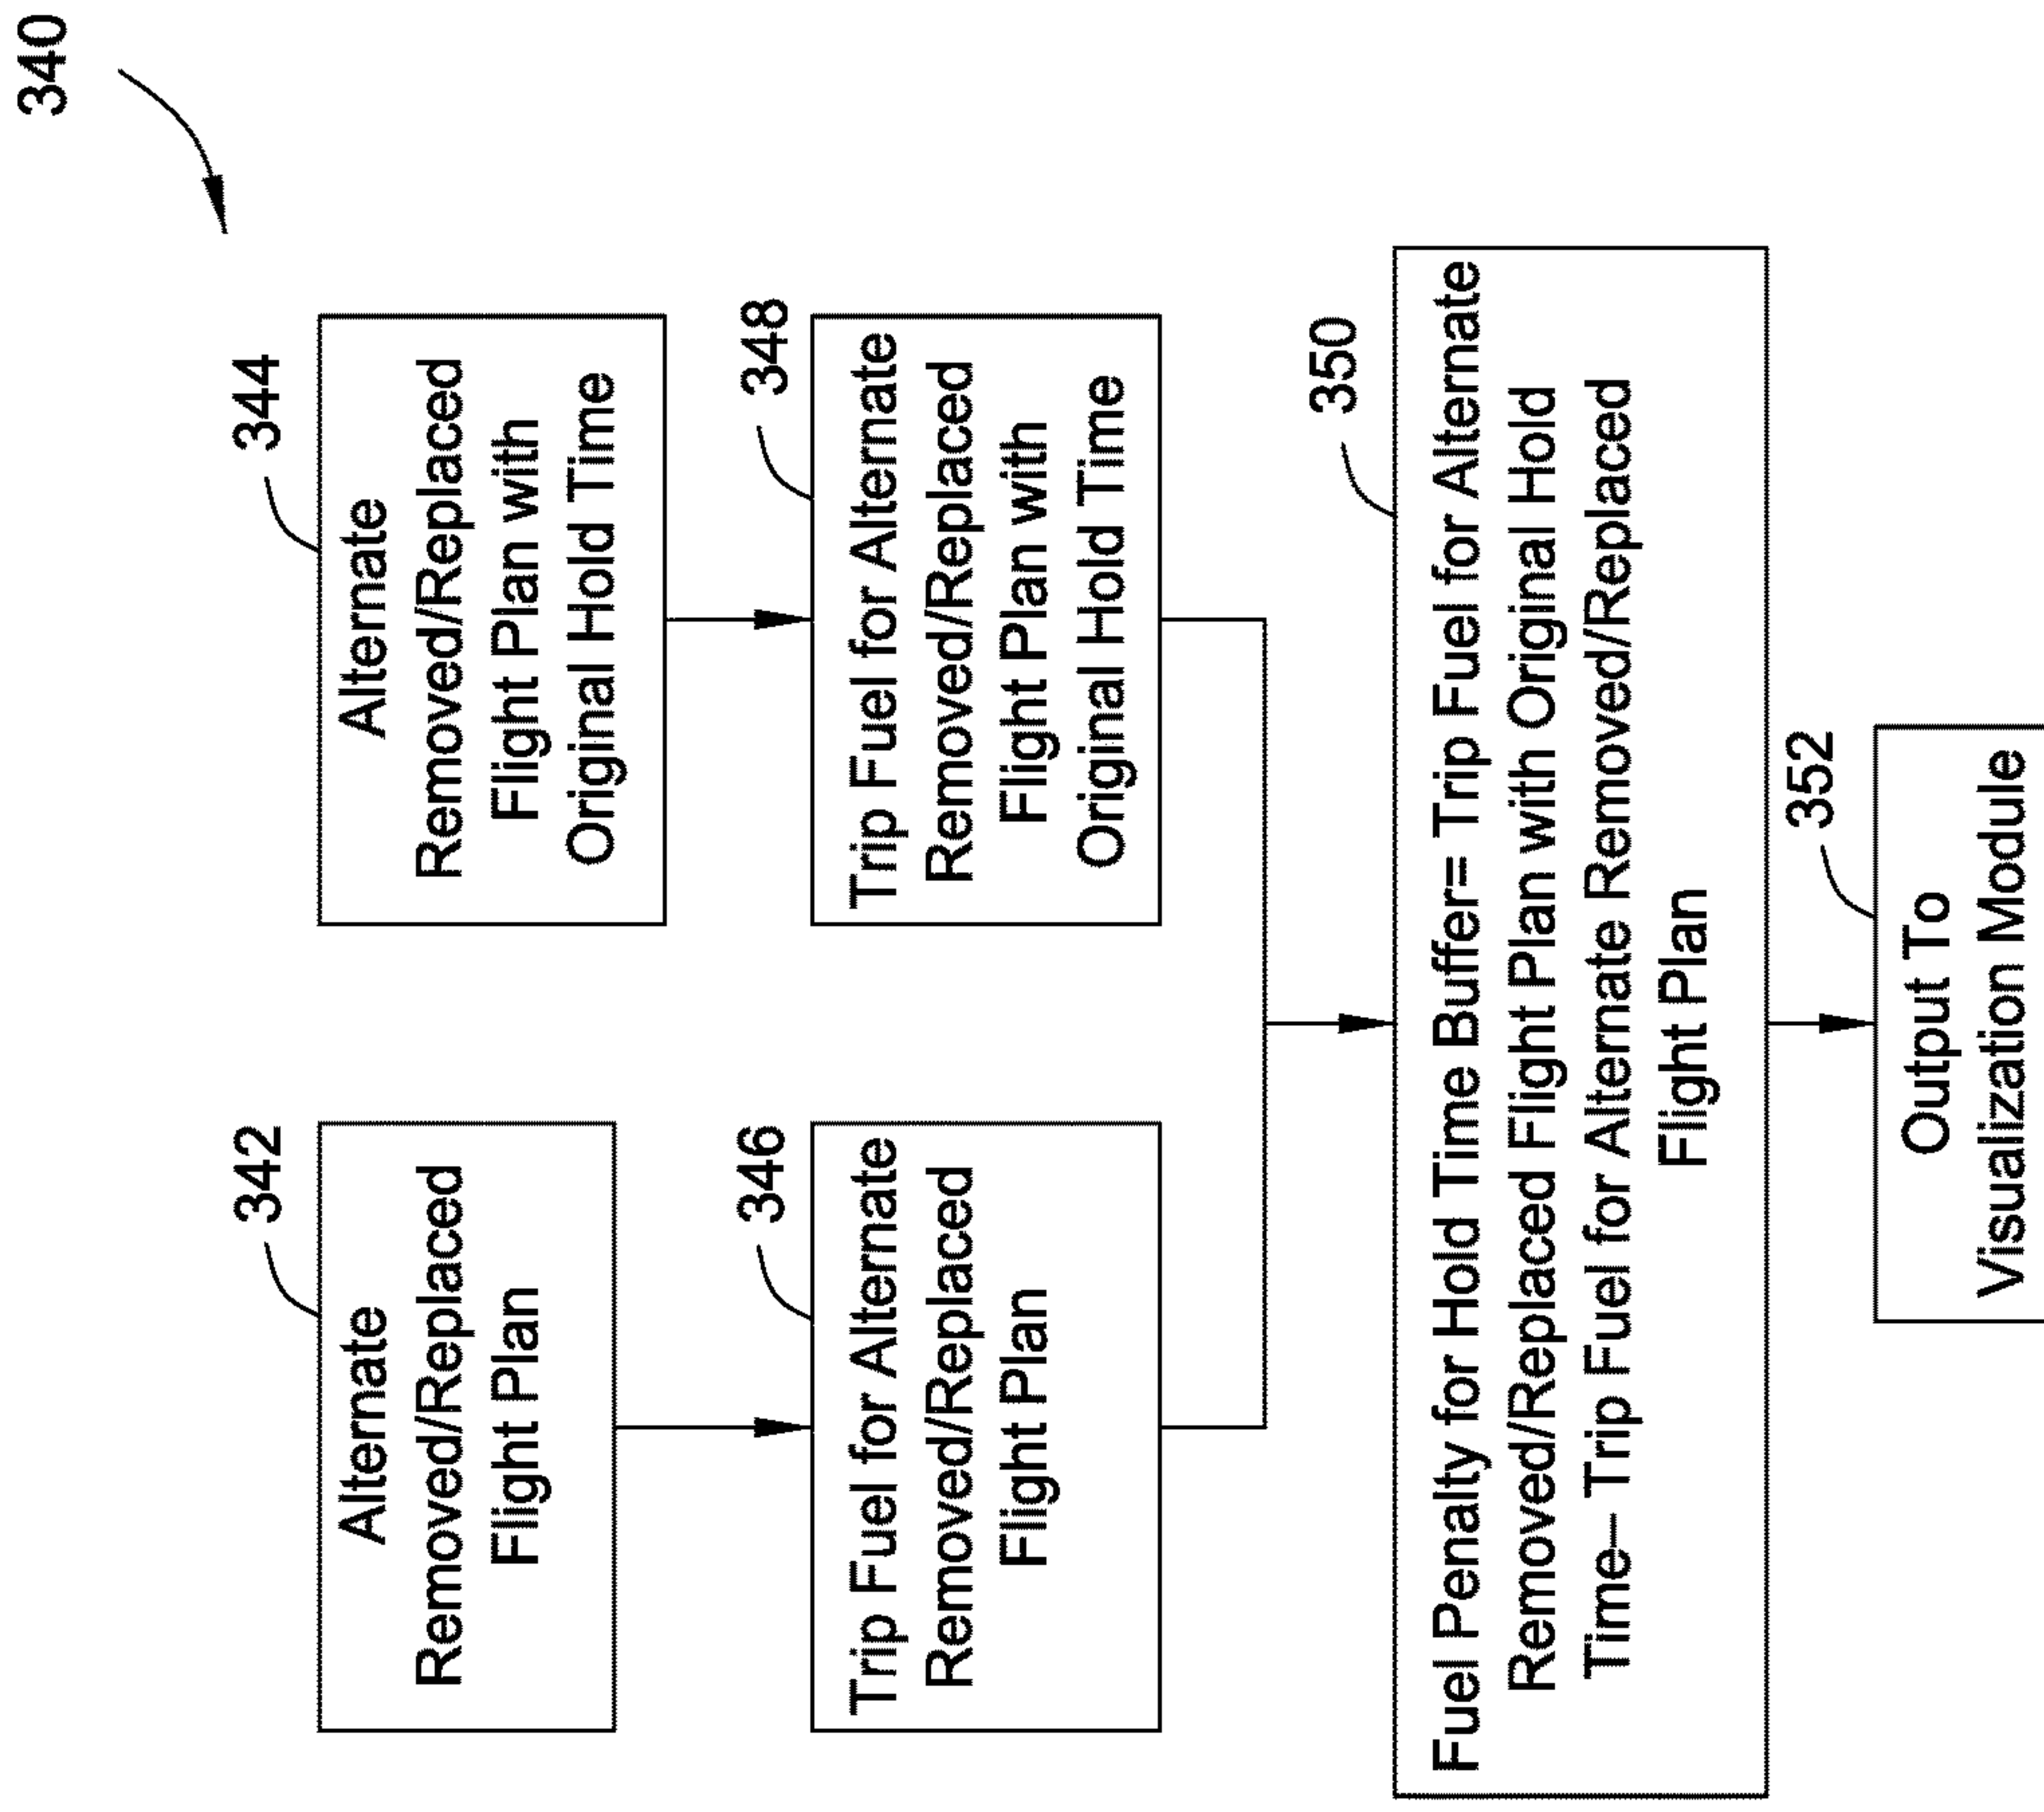 340
342
Alternate
Removed/Replaced
Flight Plan
344
Alternate
Removed/Replaced
Flight Plan with
Original Hold Time
346
Trip Fuel for Alternate
Removed/Replaced
Flight Plan
348
Trip Fuel for Alternate
Removed/Replaced
Flight Plan with
Original Hold Time
350
Fuel Penalty for Hold Time Buffer= Trip Fuel for Alternate
Removed/Replaced Flight Plan with Original Hold
Time– Trip Fuel for Alternate Removed/Replaced
Flight Plan
352
Output To
Visualization Module